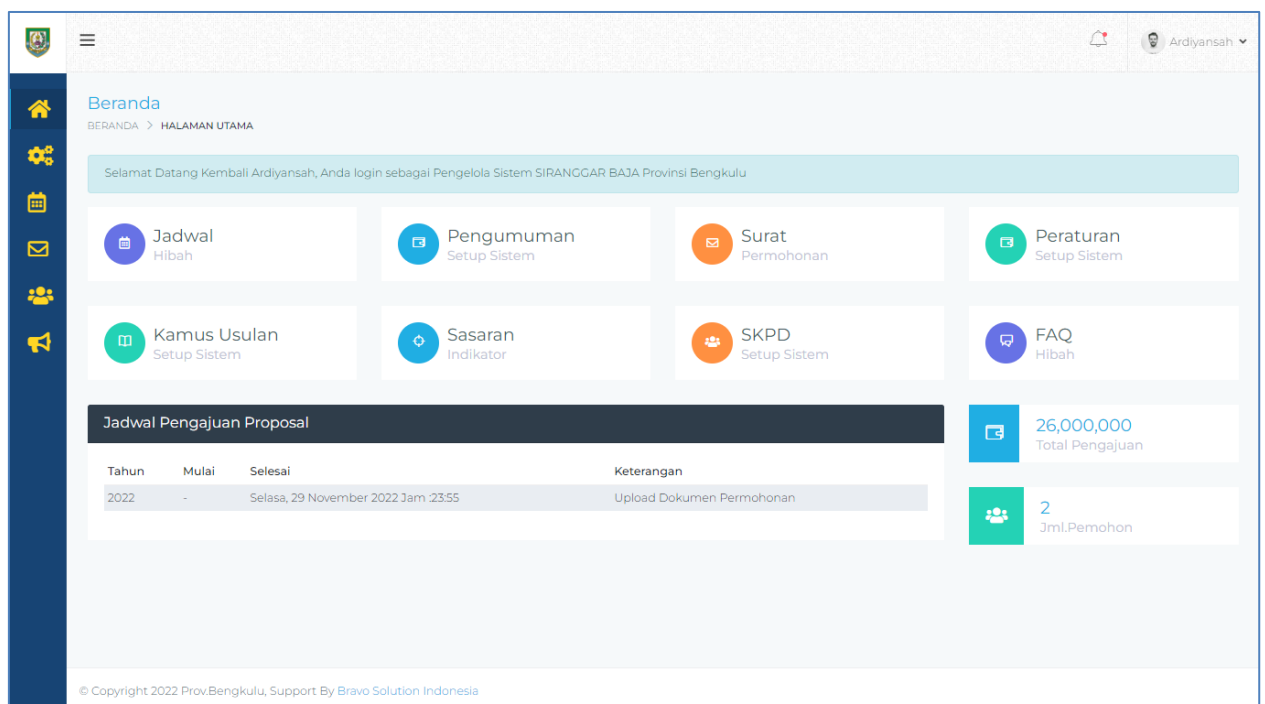 Ardiyansah
Beranda
BERANDA > HALAMAN UTAMA
Selamat Datang Kembali Ardiyansah, Anda login sebagai Pengelola Sistem SIRANGGAR BAJA Provinsi Bengkulu
Jadwal
Hibah
Pengumuman
Setup Sistem
Surat
Permohonan
Peraturan
Setup Sistem
Kamus Usulan
Setup Sistem
Sasaran
Indikator
SKPD
Setup Sistem
FAQ
Hibah
Jadwal Pengajuan Proposal
Tahun Mulai Selesai Keterangan
2022 - Selasa, 29 November 2022 Jam :23:55 Upload Dokumen Permohonan
26,000,000
Total Pengajuan
2
Jml.Pemohon
© Copyright 2022 Prov.Bengkulu, Support By Bravo Solution Indonesia